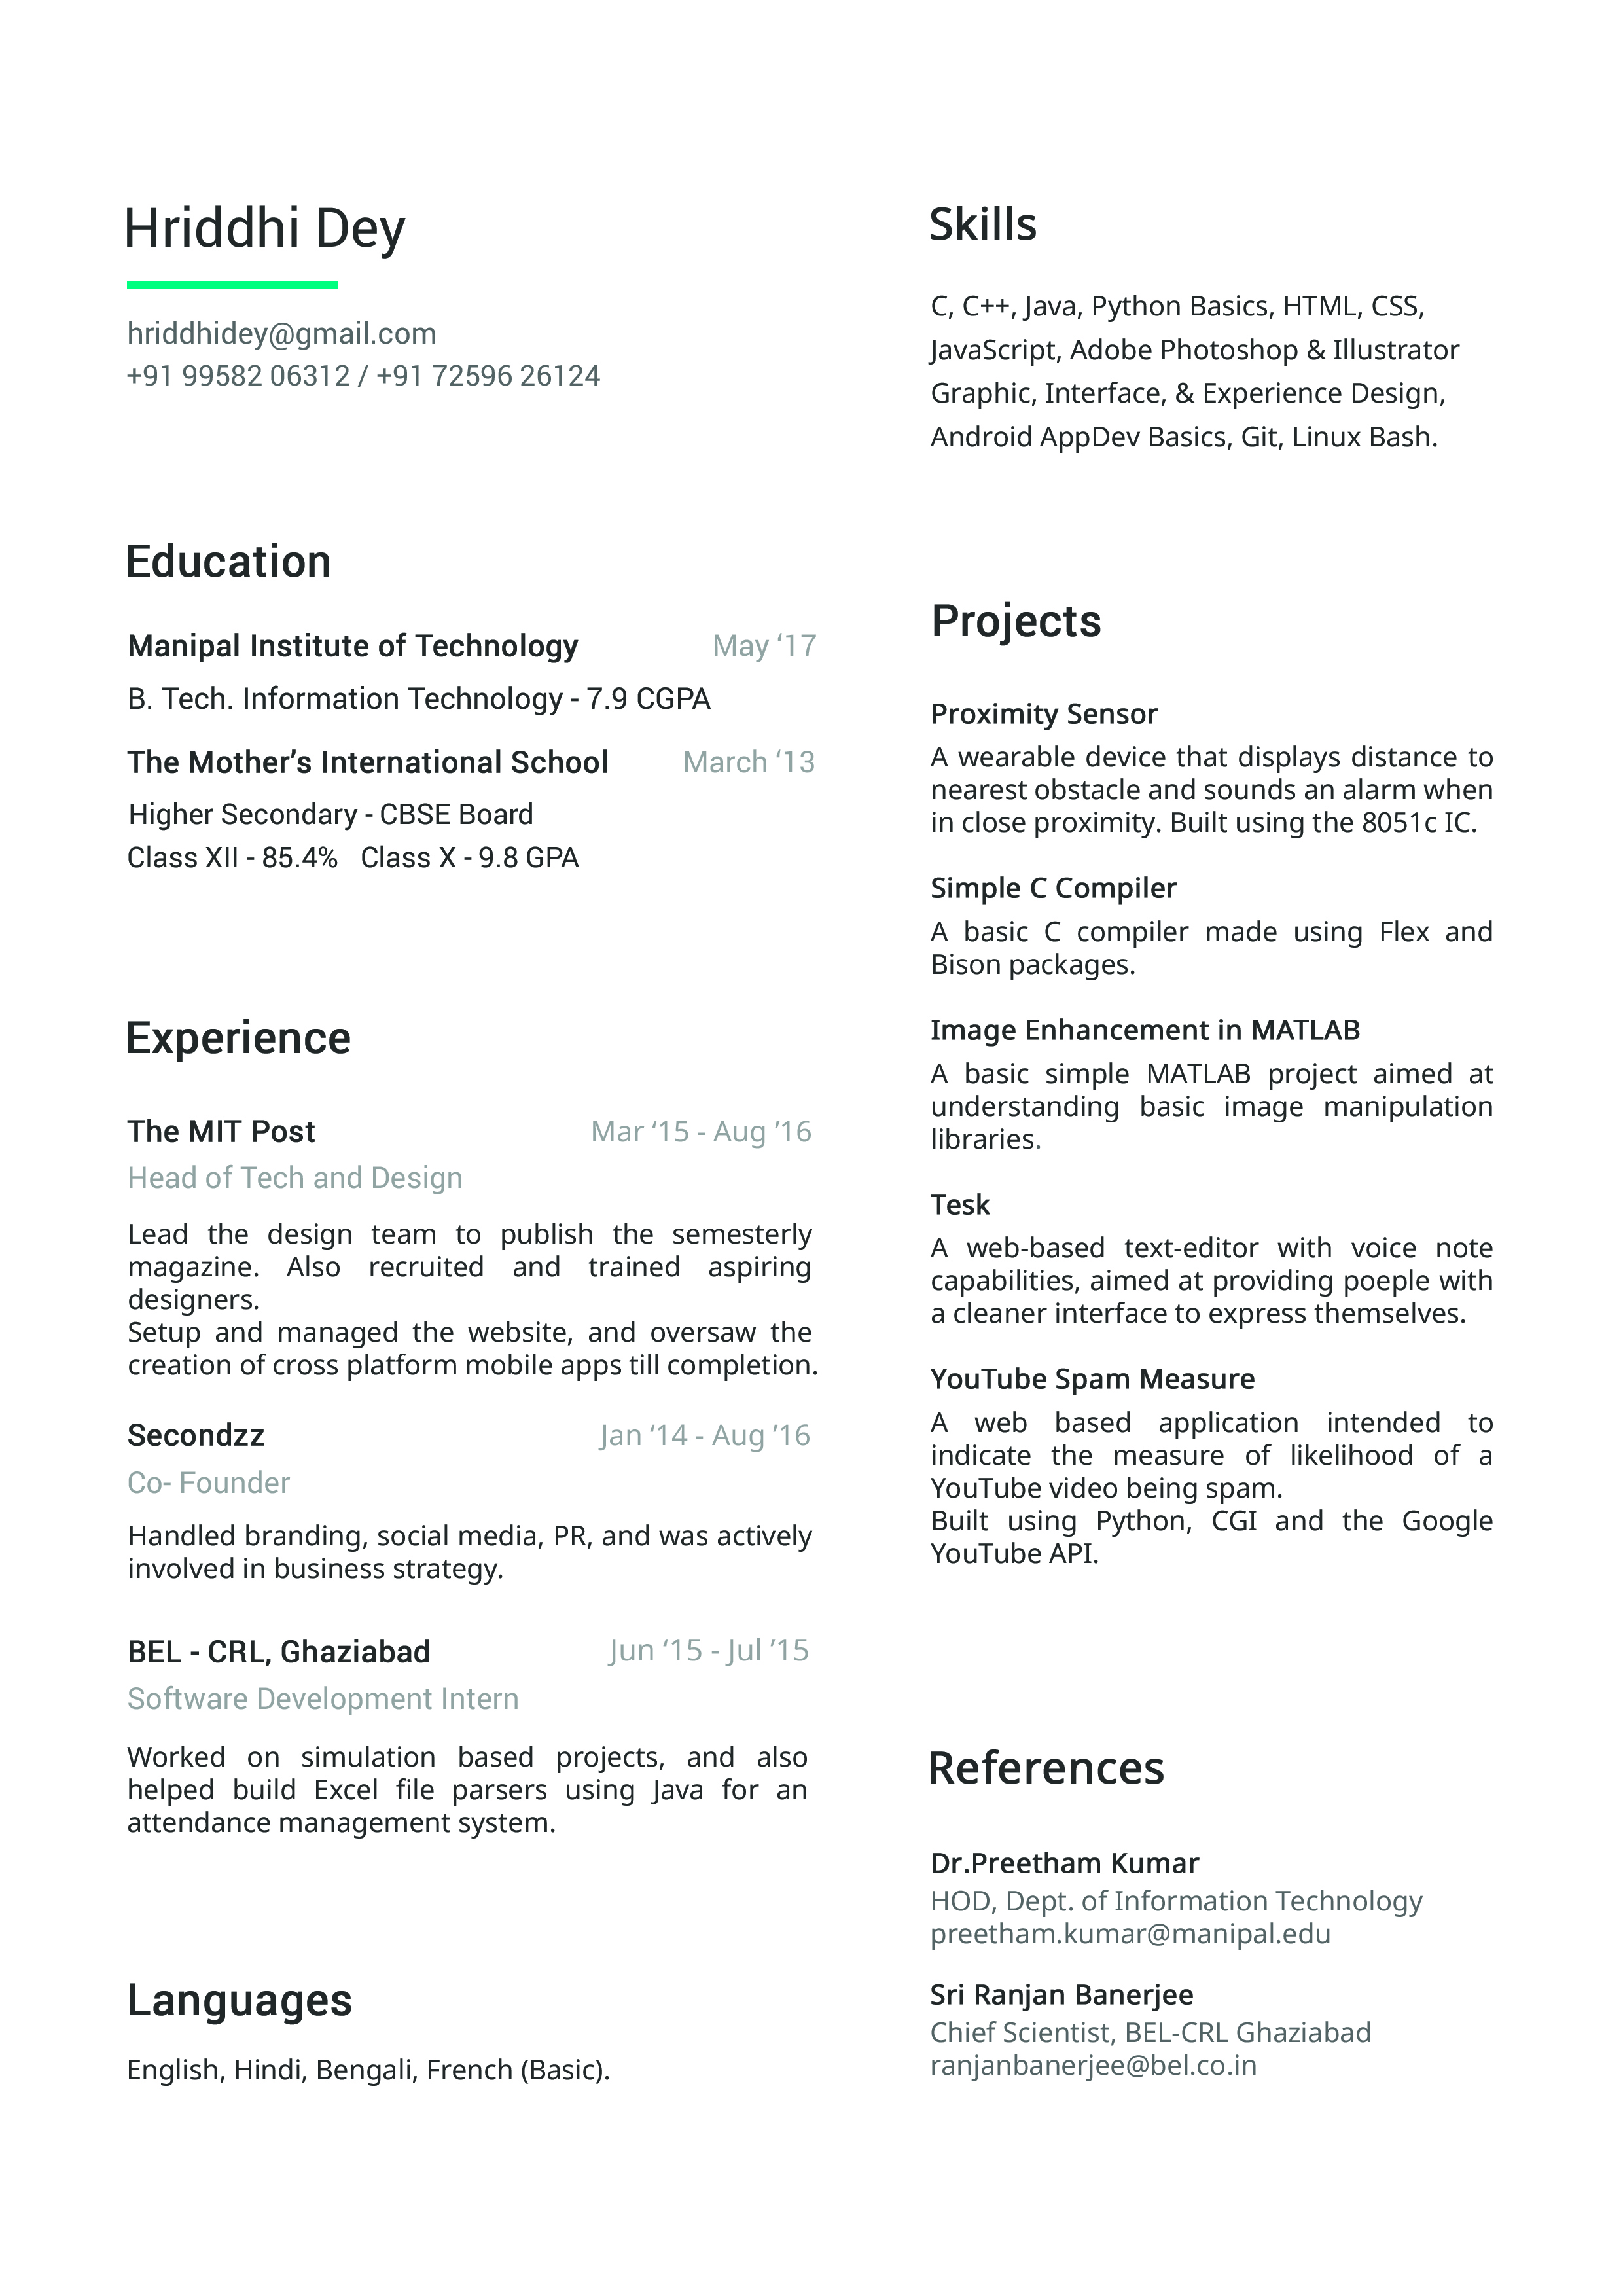 Hriddhi Dey
hriddhidey@gmail.com
+91 99582 06312 / +91 72596 26124
Education
Manipal Institute of Technology May ‘17
B. Tech. Information Technology - 7.9 CGPA
The Mother’s International School March ‘13
Higher Secondary - CBSE Board
Class XII - 85.4% Class X - 9.8 GPA
Experience
The MIT Post Mar ‘15 - Aug ’16
Head of Tech and Design
Lead the design team to publish the semesterly
magazine. Also recruited and trained aspiring
designers.
Setup and managed the website, and oversaw the
creation of cross platform mobile apps till completion.
Secondzz Jan ‘14 - Aug ’16
Co- Founder
Handled branding, social media, PR, and was actively
involved in business strategy.
BEL - CRL, Ghaziabad Jun ‘15 - Jul ’15
Software Development Intern
Worked on simulation based projects, and also
helped build Excel file parsers using Java for an
attendance management system.
Languages
English, Hindi, Bengali, French (Basic).
Skills
C, C++, Java, Python Basics, HTML, CSS,
JavaScript, Adobe Photoshop & Illustrator
Graphic, Interface, & Experience Design,
Android AppDev Basics, Git, Linux Bash.
Projects
Proximity Sensor
A wearable device that displays distance to
nearest obstacle and sounds an alarm when
in close proximity. Built using the 8051c IC.
Simple C Compiler
A basic C compiler made using Flex and
Bison packages.
Image Enhancement in MATLAB
A basic simple MATLAB project aimed at
understanding basic image manipulation
libraries.
Tesk
A web-based text-editor with voice note
capabilities, aimed at providing poeple with
a cleaner interface to express themselves.
YouTube Spam Measure
A web based application intended to
indicate the measure of likelihood of a
YouTube video being spam.
Built using Python, CGI and the Google
YouTube API.
References
Dr.Preetham Kumar
HOD, Dept. of Information Technology
preetham.kumar@manipal.edu
Sri Ranjan Banerjee
Chief Scientist, BEL-CRL Ghaziabad
ranjanbanerjee@bel.co.in